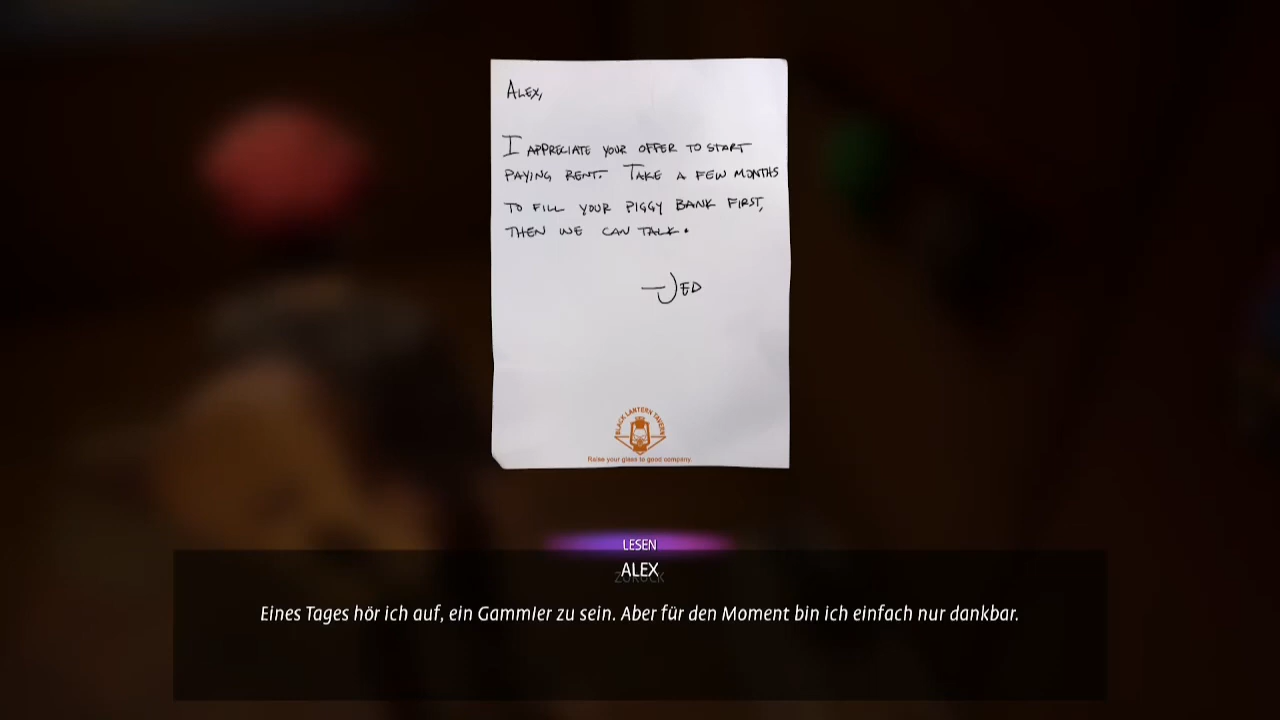 ALEX,
I APPRECIATE YOUR OFFER TO START
PAYING RENT. TAKE A FEW MONTHS
TO FILL YOUR PIGGY BANK FIRST,
THEN WE CAN TALK.
—JED
BLACK LANTERN TAVERN
Raise your glass to good company.
LESEN
ALEX
ZURÜCK
Eines Tages hör ich auf, ein Gammler zu sein. Aber für den Moment bin ich einfach nur dankbar.